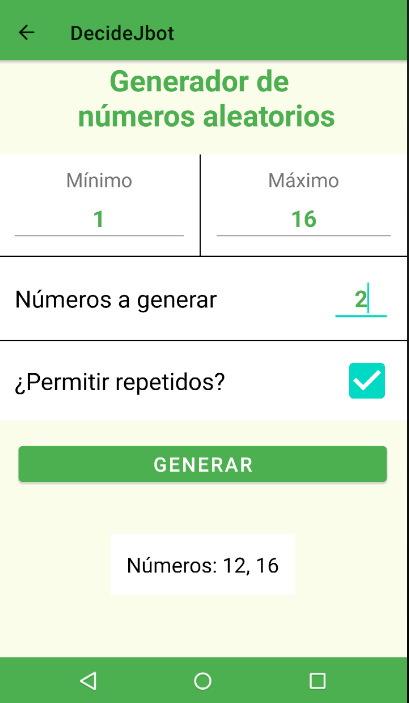 DecideJbot
Generador de
números aleatorios
Mínimo
Máximo
1
16
Números a generar
2
¿Permitir repetidos?
GENERAR
Números: 12, 16